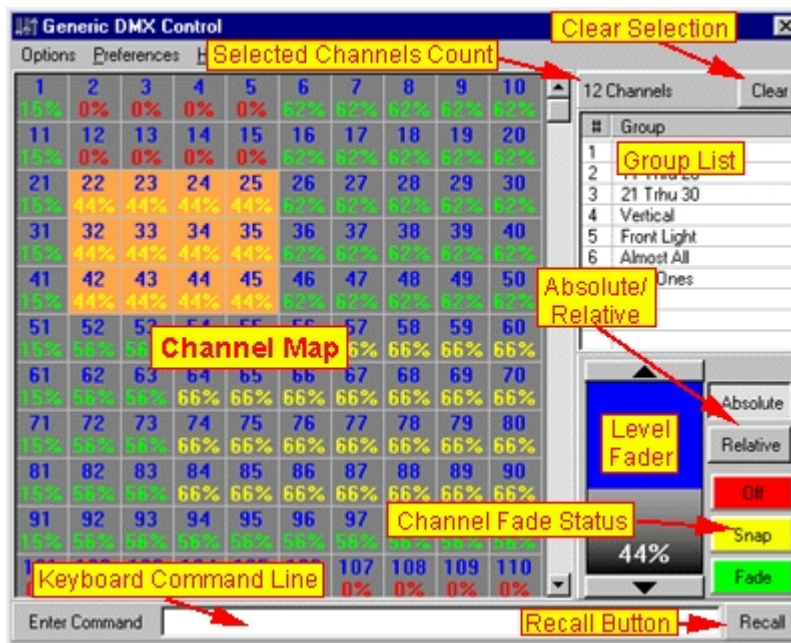 Generic DMX Control
Clear Selection
Options Preferences H
Selected Channels Count
12 Channels Clear
1 2 3 4 5 6 7 8 9 10
15% 0% 0% 0% 0% 62% 62% 62% 62% 62%
11 12 13 14 15 16 17 18 19 20
15% 0% 0% 0% 0% 62% 62% 62% 62% 62%
21 22 23 24 25 26 27 28 29 30
15% 44% 44% 44% 44% 62% 62% 62% 62% 62%
31 32 33 34 35 36 37 38 39 40
15% 44% 44% 44% 44% 62% 62% 62% 62% 62%
41 42 43 44 45 46 47 48 49 50
15% 44% 44% 44% 44% 62% 62% 62% 62% 62%
51 52 57 58 59 60
15% 56% 66% 66% 66%
Channel Map
61 62 63 64 65 66 67 68 69 70
15% 56% 56% 66% 66% 66% 66% 66% 66% 66%
71 72 73 74 75 76 77 78 79 80
15% 56% 56% 66% 66% 66% 66% 66% 66% 66%
81 82 83 84 85 86 87 88 89 90
15% 56% 56% 66% 66% 66% 66% 66% 66% 66%
91 92 93 94 95 96 97
15% 56% 56% 56% 56% 56% 56% 56% 56% 56%
107 108 109 110
0% 0% 0% 0%
# Group
Group List
1
2
3 21 Trhu 30
4 Vertical
5 Front Light
6 Almost All
Ones
Absolute/
Relative
Level
Fader
44%
Absolute
Relative
Off
Channel Fade Status
Snap
Fade
Keyboard Command Line
Enter Command
Recall Button
Recall